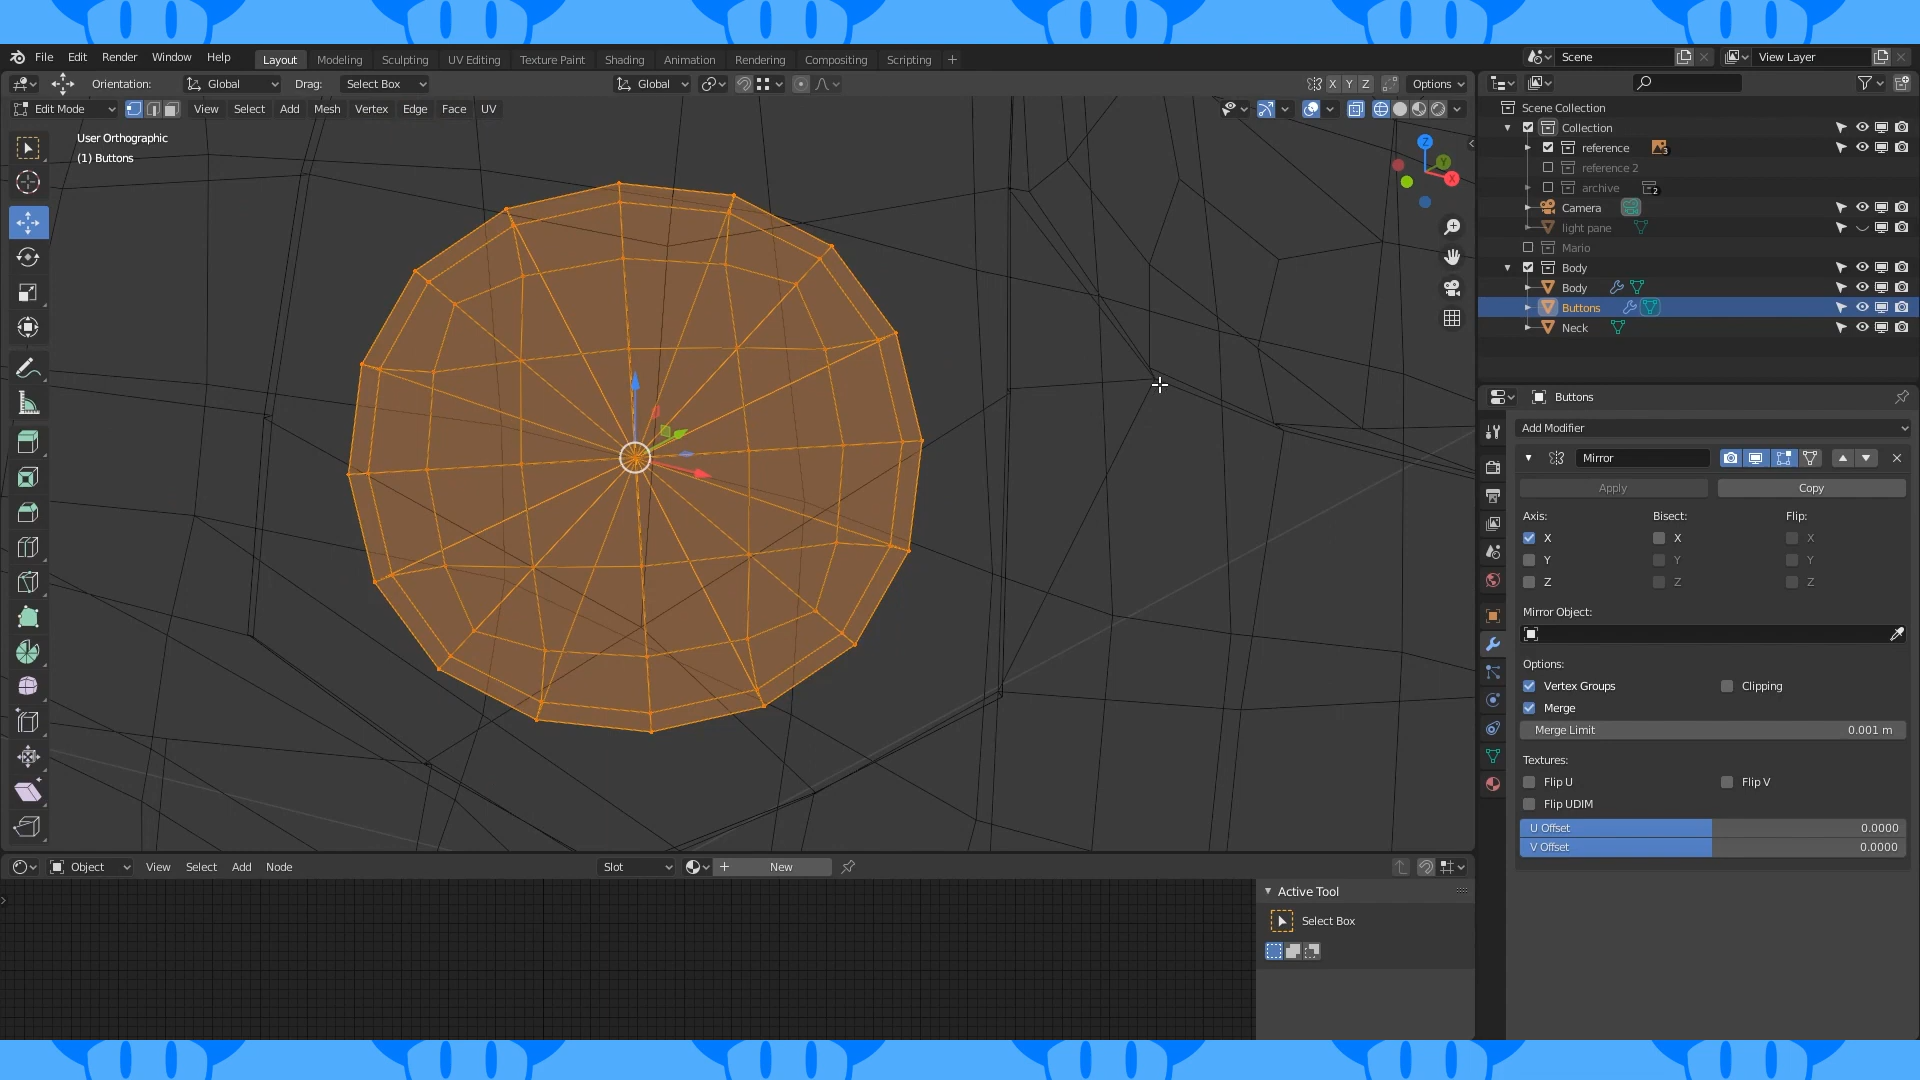 File Edit Render Window Help Layout Modeling Sculpting UV Editing Texture Paint Shading Animation Rendering Compositing Scripting + Scene View Layer
Orientation: Global Drag: Select Box Global X Y Z Options
Edit Mode View Select Add Mesh Vertex Edge Face UV
User Orthographic
(1) Buttons
Z
Y
X
Scene Collection
Collection
reference 3
reference 2
archive 2
Camera
light pane
Mario
Body
Body
Buttons
Neck
Buttons
Add Modifier
Mirror
Apply Copy
Axis: Bisect: Flip:
X X X
Y Y Y
Z Z Z
Mirror Object:
Options:
Vertex Groups Clipping
Merge
Merge Limit 0.001 m
Textures:
Flip U Flip V
Flip UDIM
U Offset 0.0000
V Offset 0.0000
Object View Select Add Node Slot New
Active Tool
Select Box